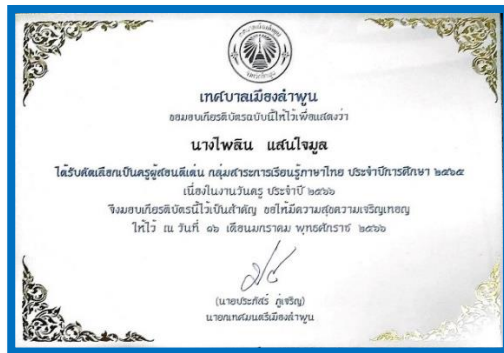 เทศบาลเมืองลำพูน
ขอมอบเกียรติบัตรฉบับนี้ให้ไว้เพื่อแสดงว่า
นางไพลิน แสนใจมูล
ได้รับคัดเลือกเป็นครูผู้สอนดีเด่น กลุ่มสาระการเรียนรู้ภาษาไทย ประจำปีการศึกษา ๒๕๖๕
เนื่องในงานวันครู ประจำปี ๒๕๖๖
จึงมอบเกียรติบัตรนี้ไว้เป็นสำคัญ ขอให้มีความสุขความเจริญเทอญ
ให้ไว้ ณ วันที่ ๑๖ เดือนมกราคม พุทธศักราช ๒๕๖๖
(นายประภัสร์ ภู่เจริญ)
นายกเทศมนตรีเมืองลำพูน